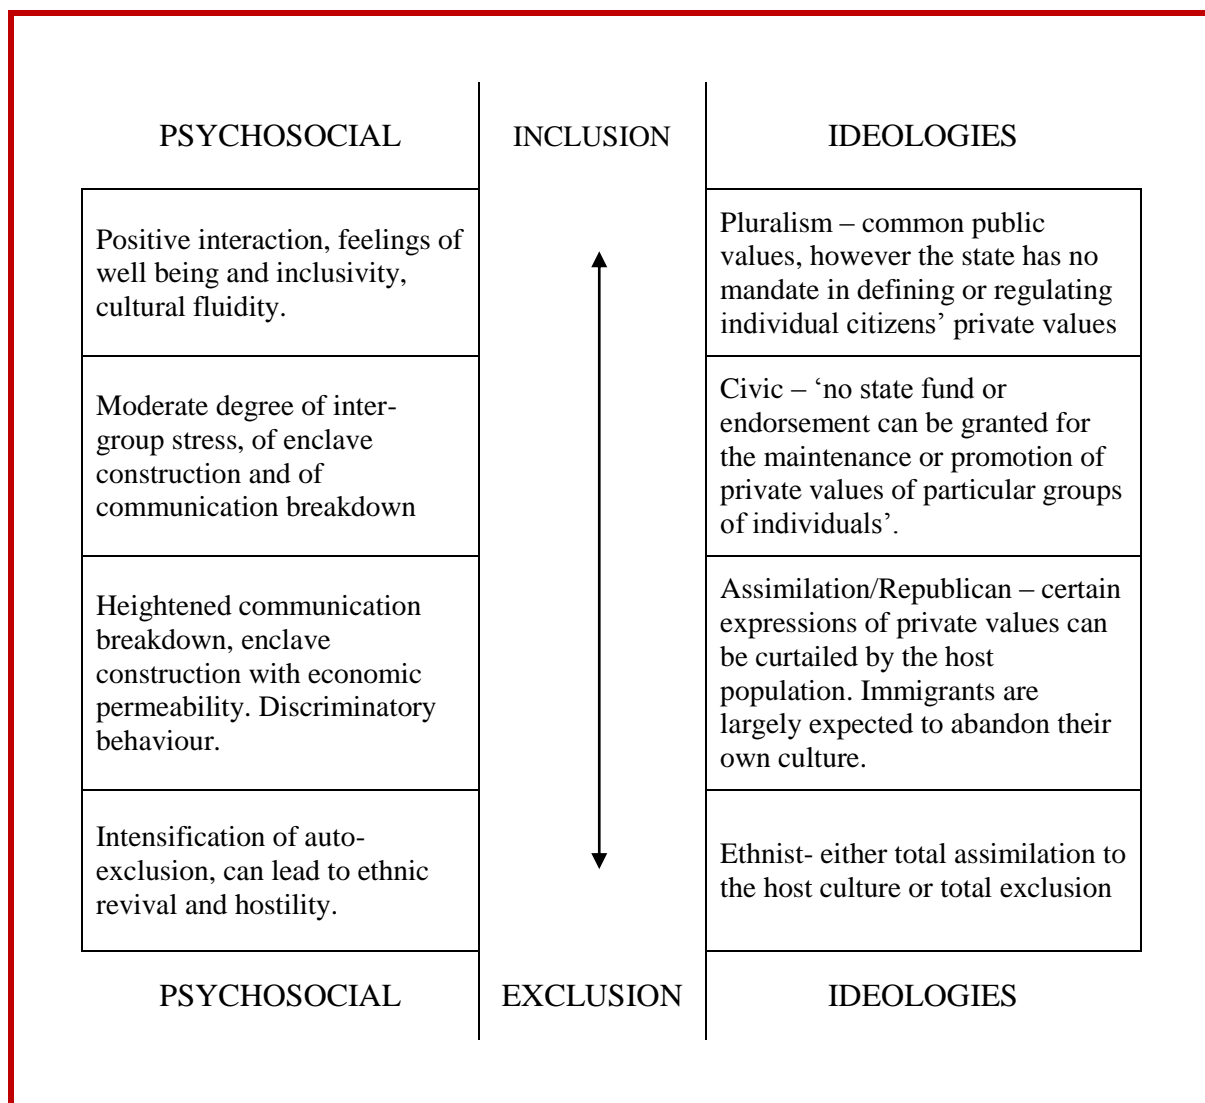 PSYCHOSOCIAL
INCLUSION
IDEOLOGIES
Positive interaction, feelings of
well being and inclusivity,
cultural fluidity.
Pluralism – common public
values, however the state has no
mandate in defining or regulating
individual citizens’ private values
Moderate degree of inter-
group stress, of enclave
construction and of
communication breakdown
Civic – ‘no state fund or
endorsement can be granted for
the maintenance or promotion of
private values of particular groups
of individuals’.
Heightened communication
breakdown, enclave
construction with economic
permeability. Discriminatory
behaviour.
Assimilation/Republican – certain
expressions of private values can
be curtailed by the host
population. Immigrants are
largely expected to abandon their
own culture.
Intensification of auto-
exclusion, can lead to ethnic
revival and hostility.
Ethnist- either total assimilation to
the host culture or total exclusion
PSYCHOSOCIAL
EXCLUSION
IDEOLOGIES